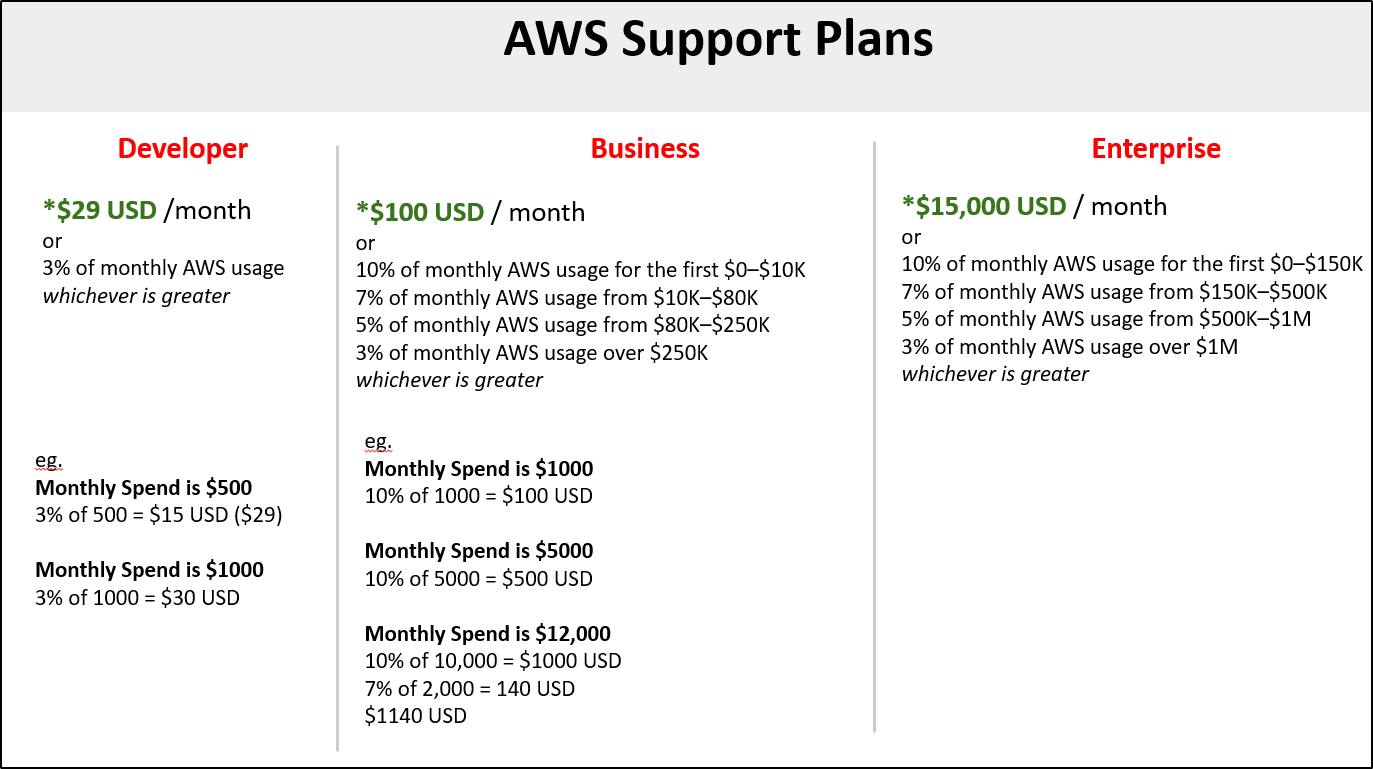 AWS Support Plans
Developer
*$29 USD /month
or
3% of monthly AWS usage
whichever is greater
eg.
Monthly Spend is $500
3% of 500 = $15 USD ($29)
Monthly Spend is $1000
3% of 1000 = $30 USD
Business
*$100 USD / month
or
10% of monthly AWS usage for the first $0–$10K
7% of monthly AWS usage from $10K–$80K
5% of monthly AWS usage from $80K–$250K
3% of monthly AWS usage over $250K
whichever is greater
eg.
Monthly Spend is $1000
10% of 1000 = $100 USD
Monthly Spend is $5000
10% of 5000 = $500 USD
Monthly Spend is $12,000
10% of 10,000 = $1000 USD
7% of 2,000 = 140 USD
$1140 USD
Enterprise
*$15,000 USD / month
or
10% of monthly AWS usage for the first $0–$150K
7% of monthly AWS usage from $150K–$500K
5% of monthly AWS usage from $500K–$1M
3% of monthly AWS usage over $1M
whichever is greater